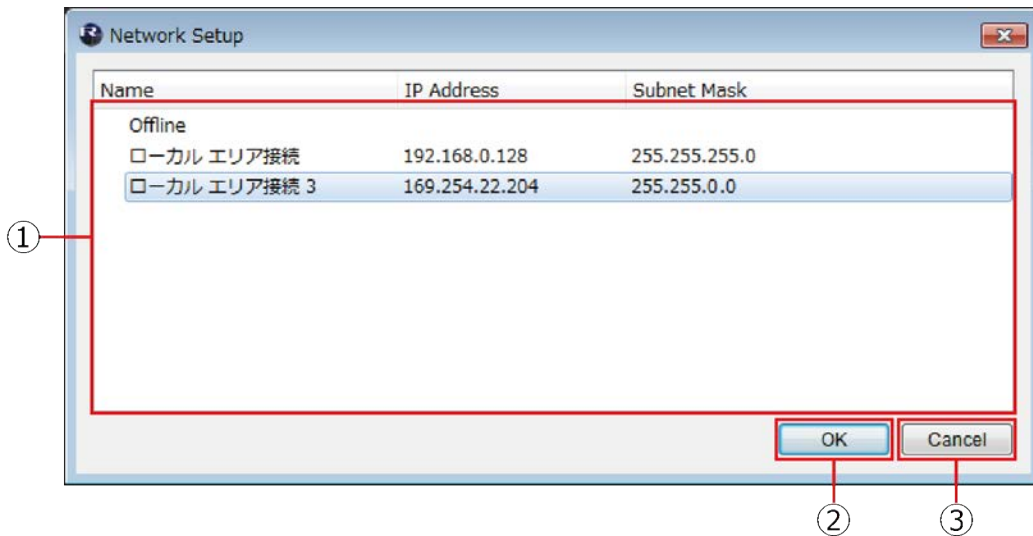 Network Setup
Name IP Address Subnet Mask
Offline
ローカル エリア接続 192.168.0.128 255.255.255.0
ローカル エリア接続 3 169.254.22.204 255.255.0.0
①
OK Cancel
② ③